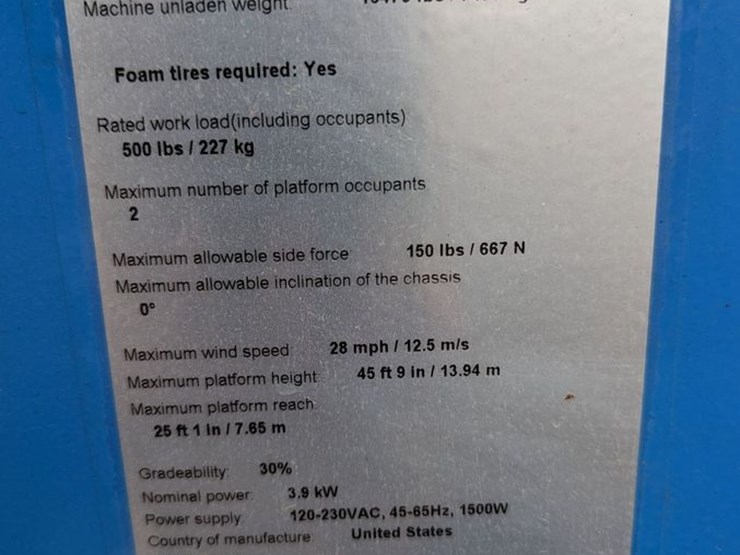 Machine unladen weight
Foam tires required: Yes
Rated work load(including occupants)
500 lbs / 227 kg
Maximum number of platform occupants
2
Maximum allowable side force 150 lbs / 667 N
Maximum allowable inclination of the chassis
0°
Maximum wind speed 28 mph / 12.5 m/s
Maximum platform height 45 ft 9 in / 13.94 m
Maximum platform reach
25 ft 1 in / 7.65 m
Gradeability: 30%
Nominal power: 3.9 kW
Power supply 120-230VAC, 45-65Hz, 1500W
Country of manufacture: United States